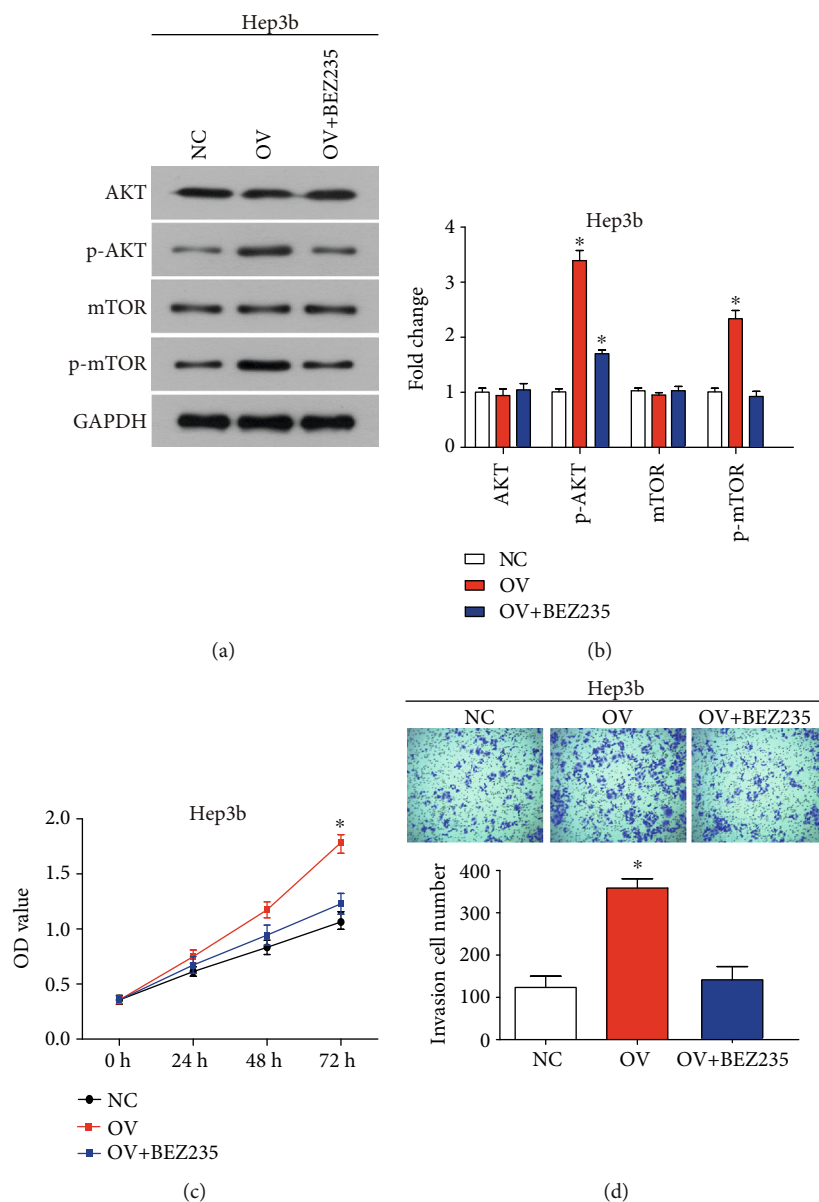 Hep3b
NC
OV
OV+BEZ235
AKT
p-AKT
mTOR
p-mTOR
GAPDH
(a)
Hep3b
Fold change
4
3
2
1
0
*
*
*
AKT
p-AKT
mTOR
p-mTOR
NC
OV
OV+BEZ235
(b)
Hep3b
OD value
2.0
1.5
1.0
0.5
0.0
*
0 h
24 h
48 h
72 h
NC
OV
OV+BEZ235
(c)
Hep3b
NC
OV
OV+BEZ235
Invasion cell number
400
300
200
100
0
*
NC
OV
OV+BEZ235
(d)